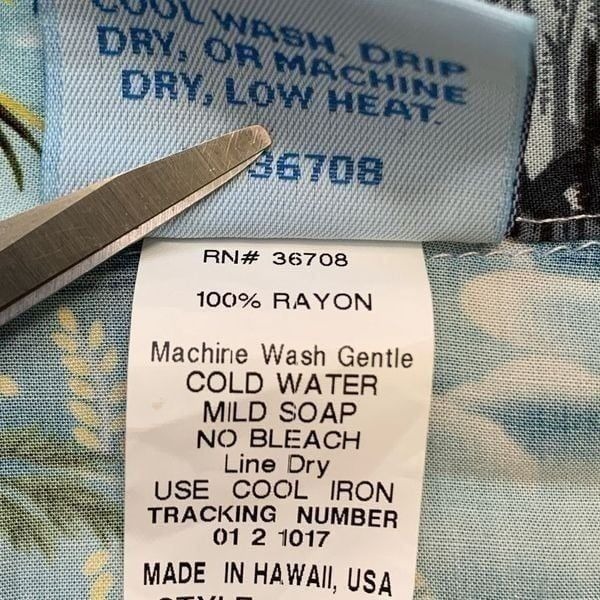 COOL WASH. DRIP
DRY, OR MACHINE
DRY, LOW HEAT.
36708
RN# 36708
100% RAYON
Machine Wash Gentle
COLD WATER
MILD SOAP
NO BLEACH
Line Dry
USE COOL IRON
TRACKING NUMBER
01 2 1017
MADE IN HAWAII, USA